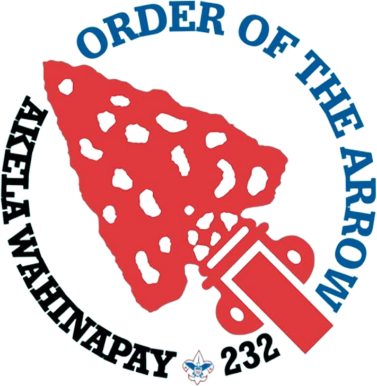 ORDER OF THE ARROW
AKELA WAHINAPAY 232